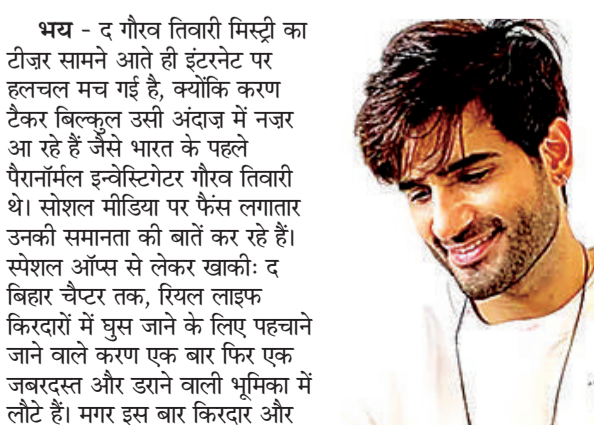 भय - द गौरव तिवारी मिस्ट्री का
टीज़र सामने आते ही इंटरनेट पर
हलचल मच गई है, क्योंकि करण
टैकर बिल्कुल उसी अंदाज़ में नज़र
आ रहे हैं जैसे भारत के पहले
पैरानॉर्मल इन्वेस्टिगेटर गौरव तिवारी
थे। सोशल मीडिया पर फैंस लगातार
उनकी समानता की बातें कर रहे हैं।
स्पेशल ऑप्स से लेकर खाकीः द
बिहार चैप्टर तक, रियल लाइफ
किरदारों में घुस जाने के लिए पहचाने
जाने वाले करण एक बार फिर एक
जबरदस्त और डराने वाली भूमिका में
लौटे हैं। मगर इस बार किरदार और